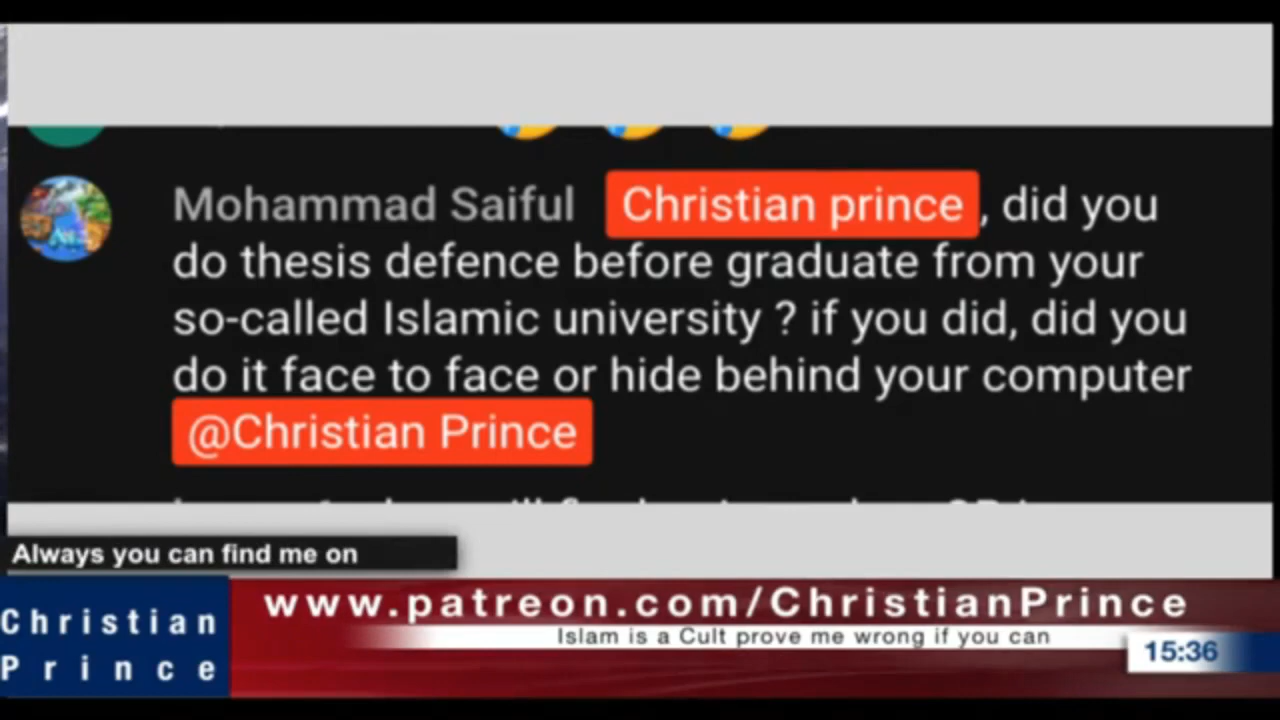 Mohammad Saiful Christian prince, did you
do thesis defence before graduate from your
so-called Islamic university ? if you did, did you
do it face to face or hide behind your computer
@Christian Prince
Always you can find me on
www.patreon.com/ChristianPrince
Islam is a Cult prove me wrong if you can
Christian
Prince
15:36